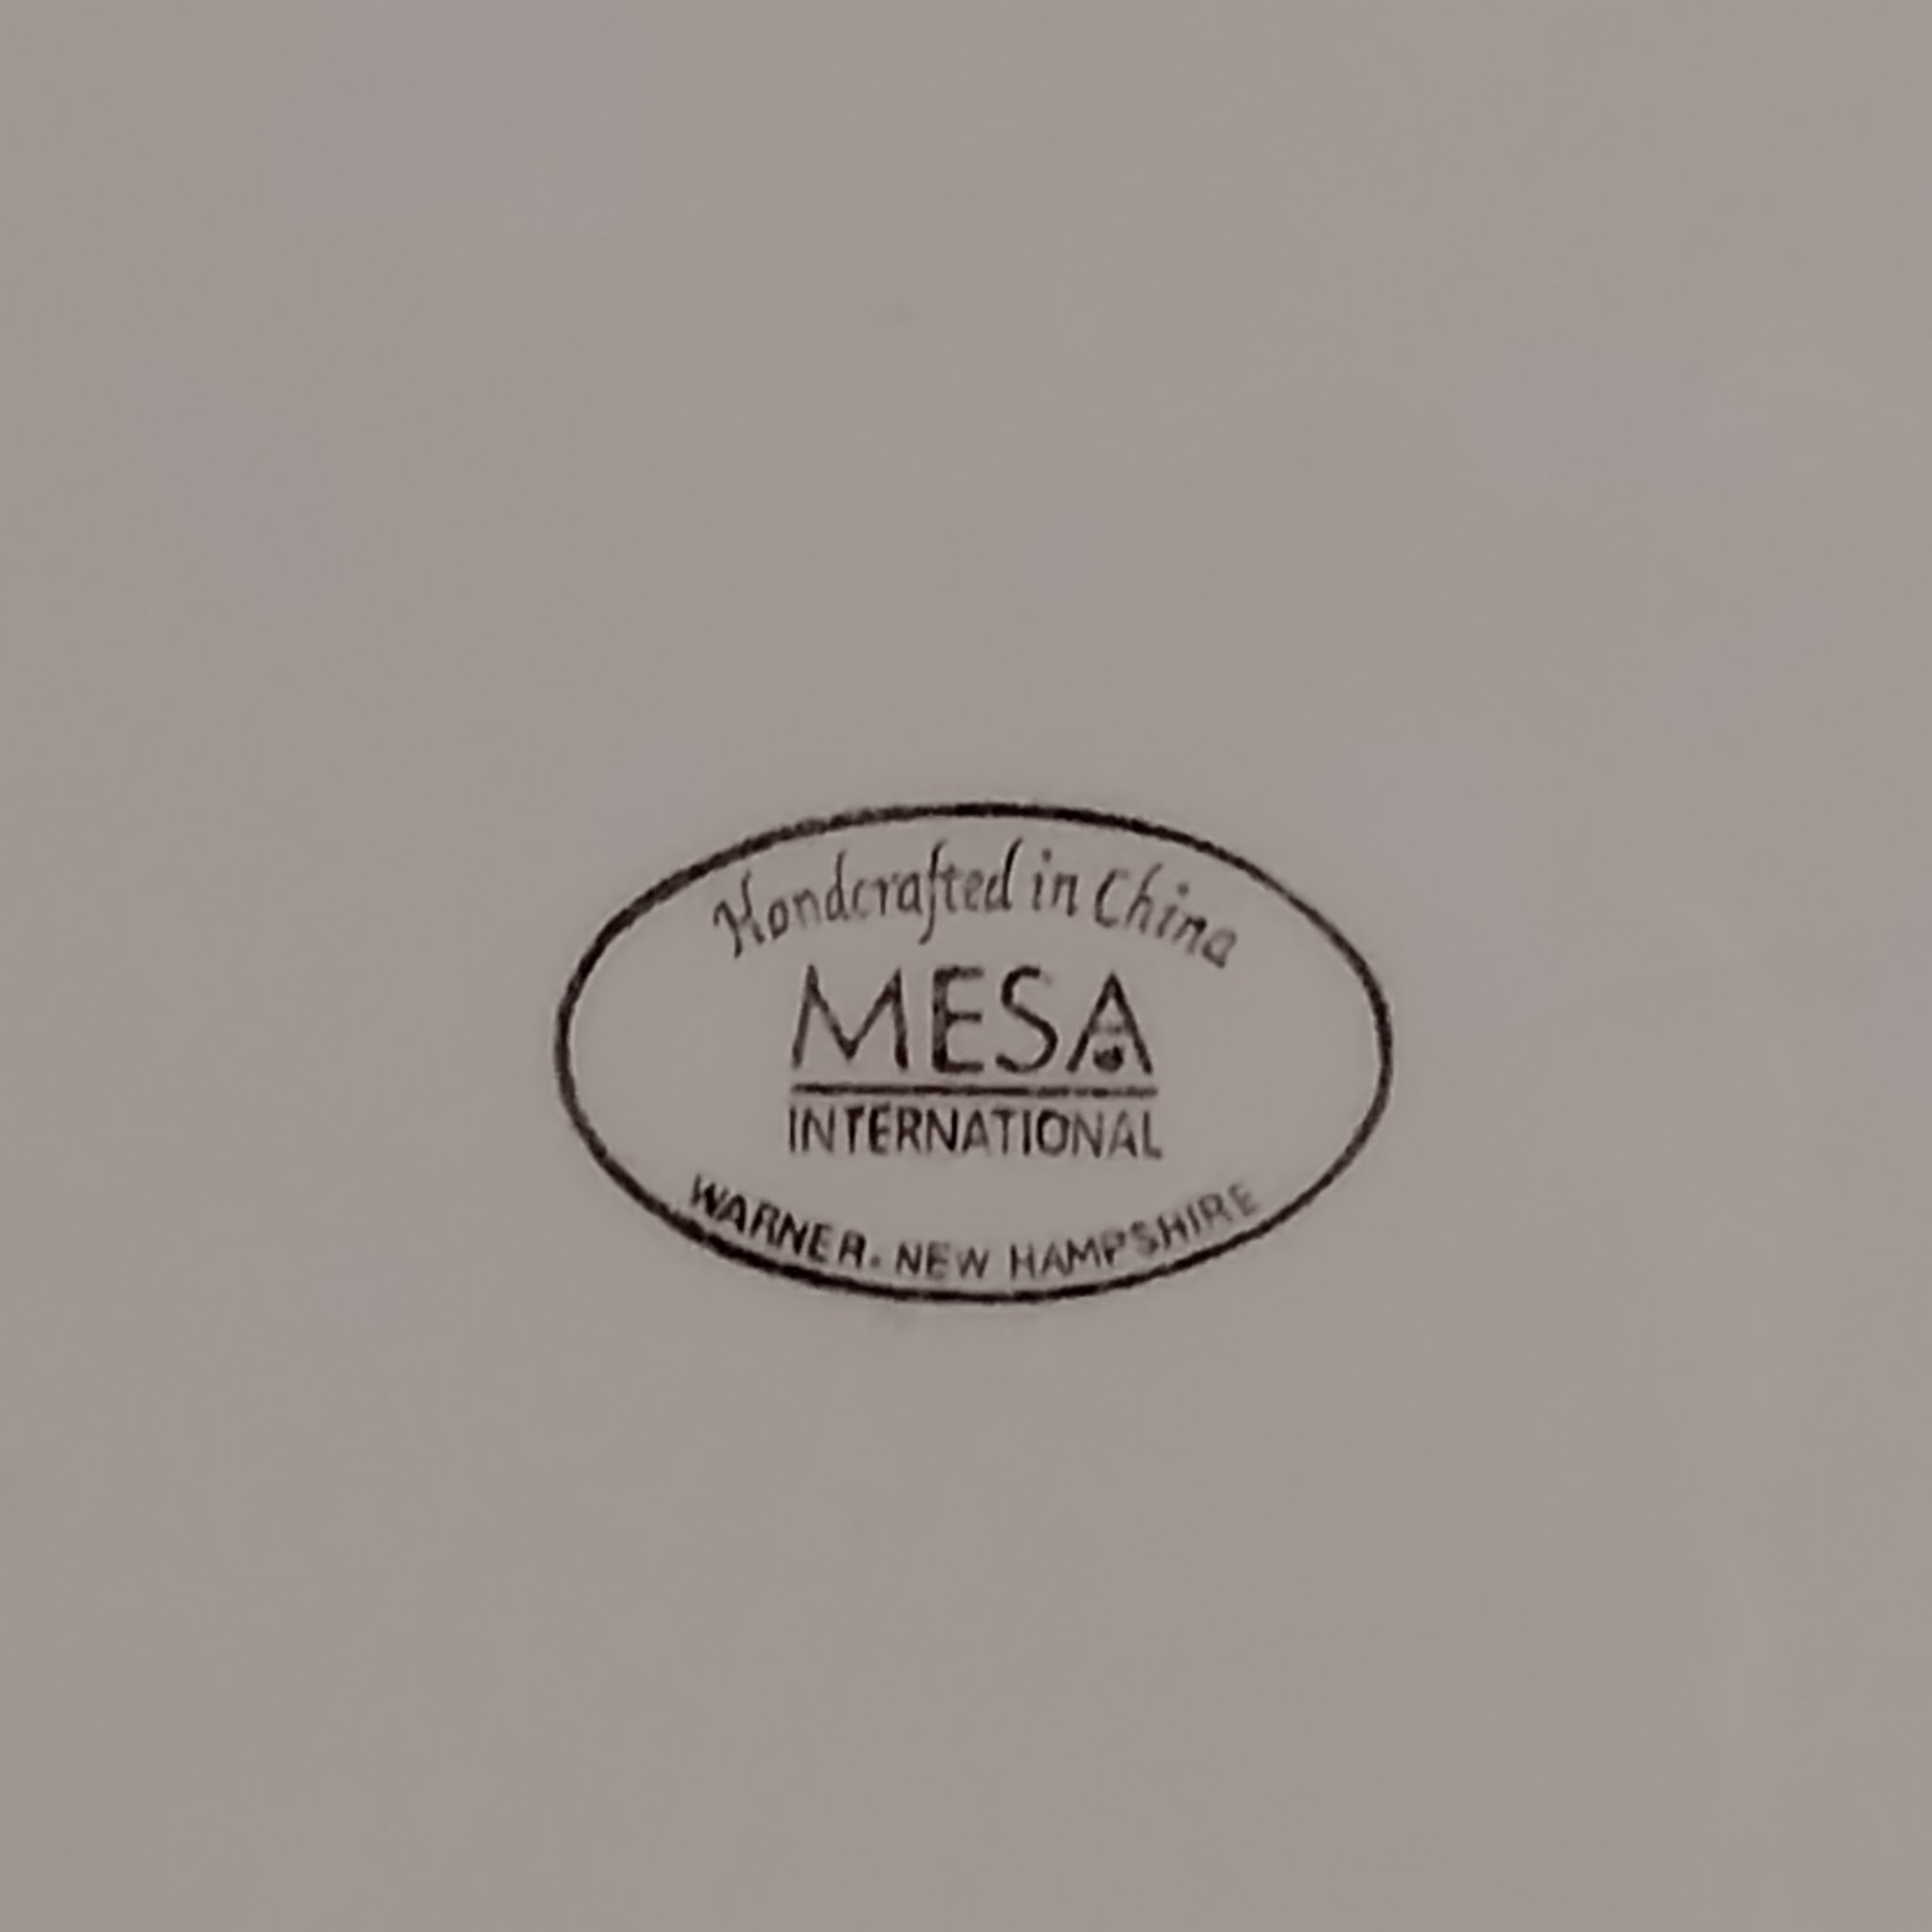 Handcrafted in China
MESA
INTERNATIONAL
WARNER. NEW HAMPSHIRE